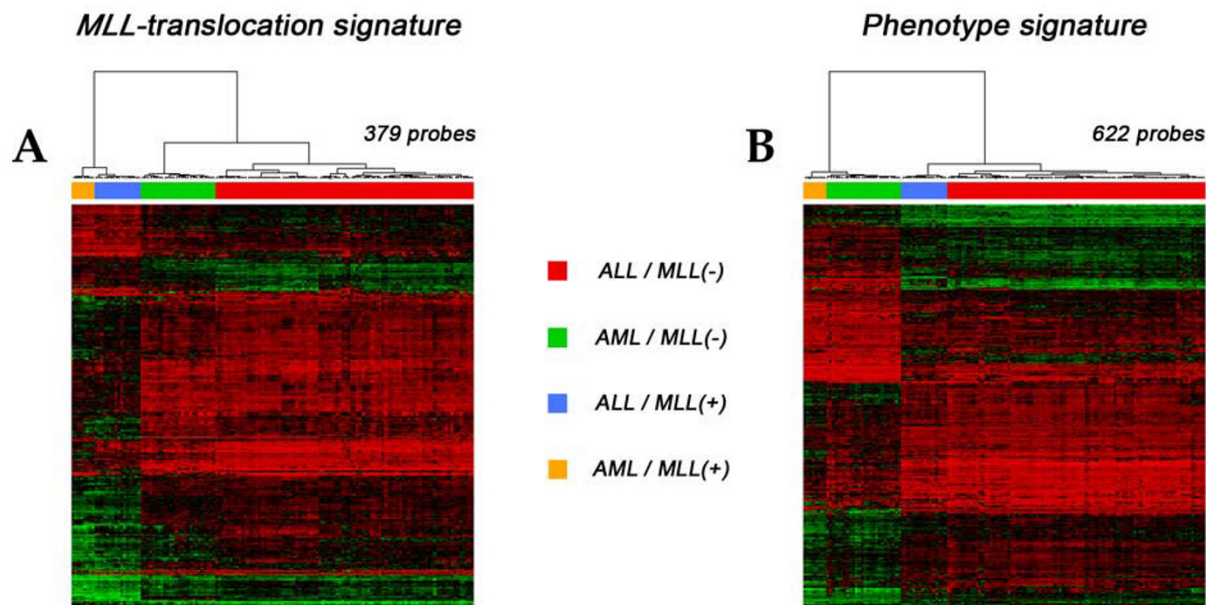 MLL-translocation signature
Phenotype signature
A
379 probes
B
622 probes
ALL / MLL(-)
AML / MLL(-)
ALL / MLL(+)
AML / MLL(+)